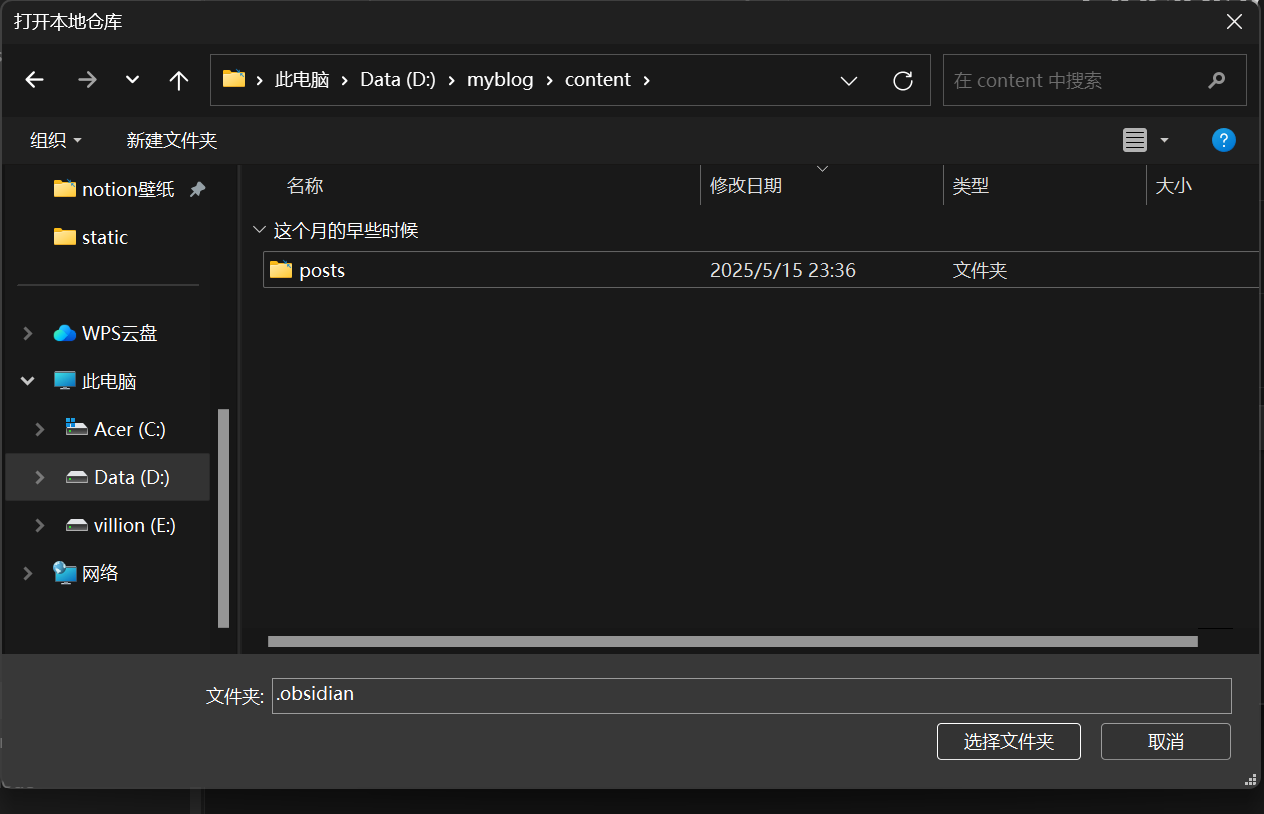 打开本地仓库
此电脑 Data (D:) myblog content
在 content 中搜索
组织 新建文件夹
notion壁纸
static
WPS云盘
此电脑
Acer (C:)
Data (D:)
villion (E:)
网络
名称 修改日期 类型 大小
这个月的早些时候
posts 2025/5/15 23:36 文件夹
文件夹: .obsidian
选择文件夹 取消